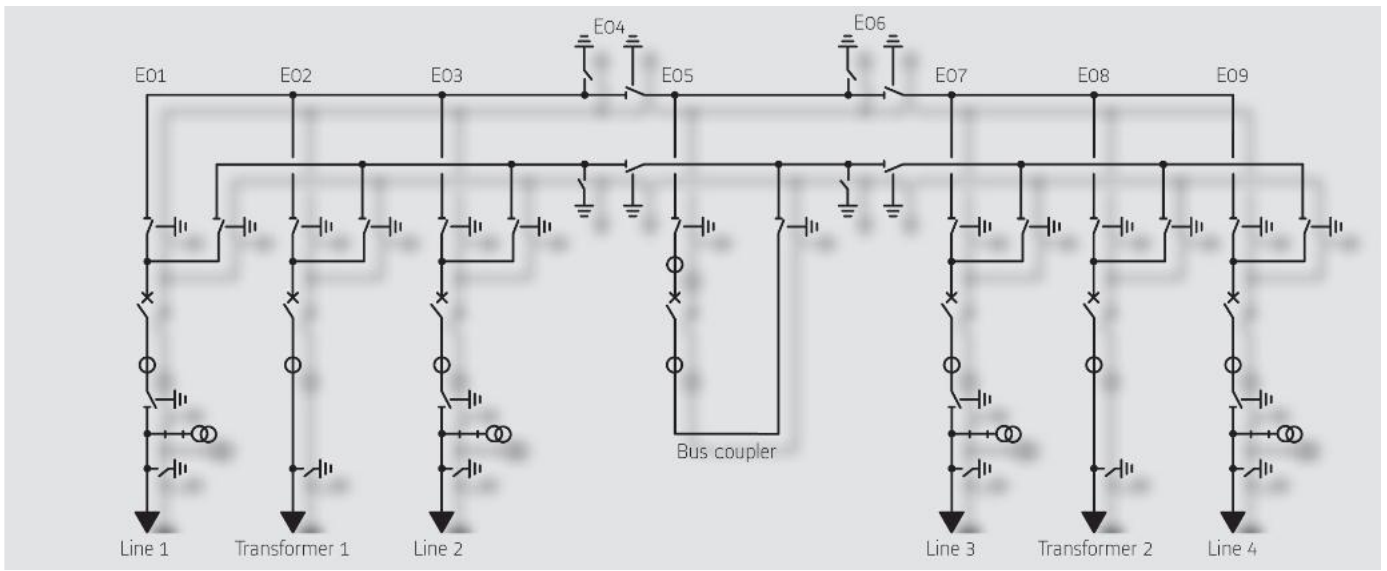 E04
E06
E01
E02
E03
E05
E07
E08
E09
Bus coupler
Line 1
Transformer 1
Line 2
Line 3
Transformer 2
Line 4